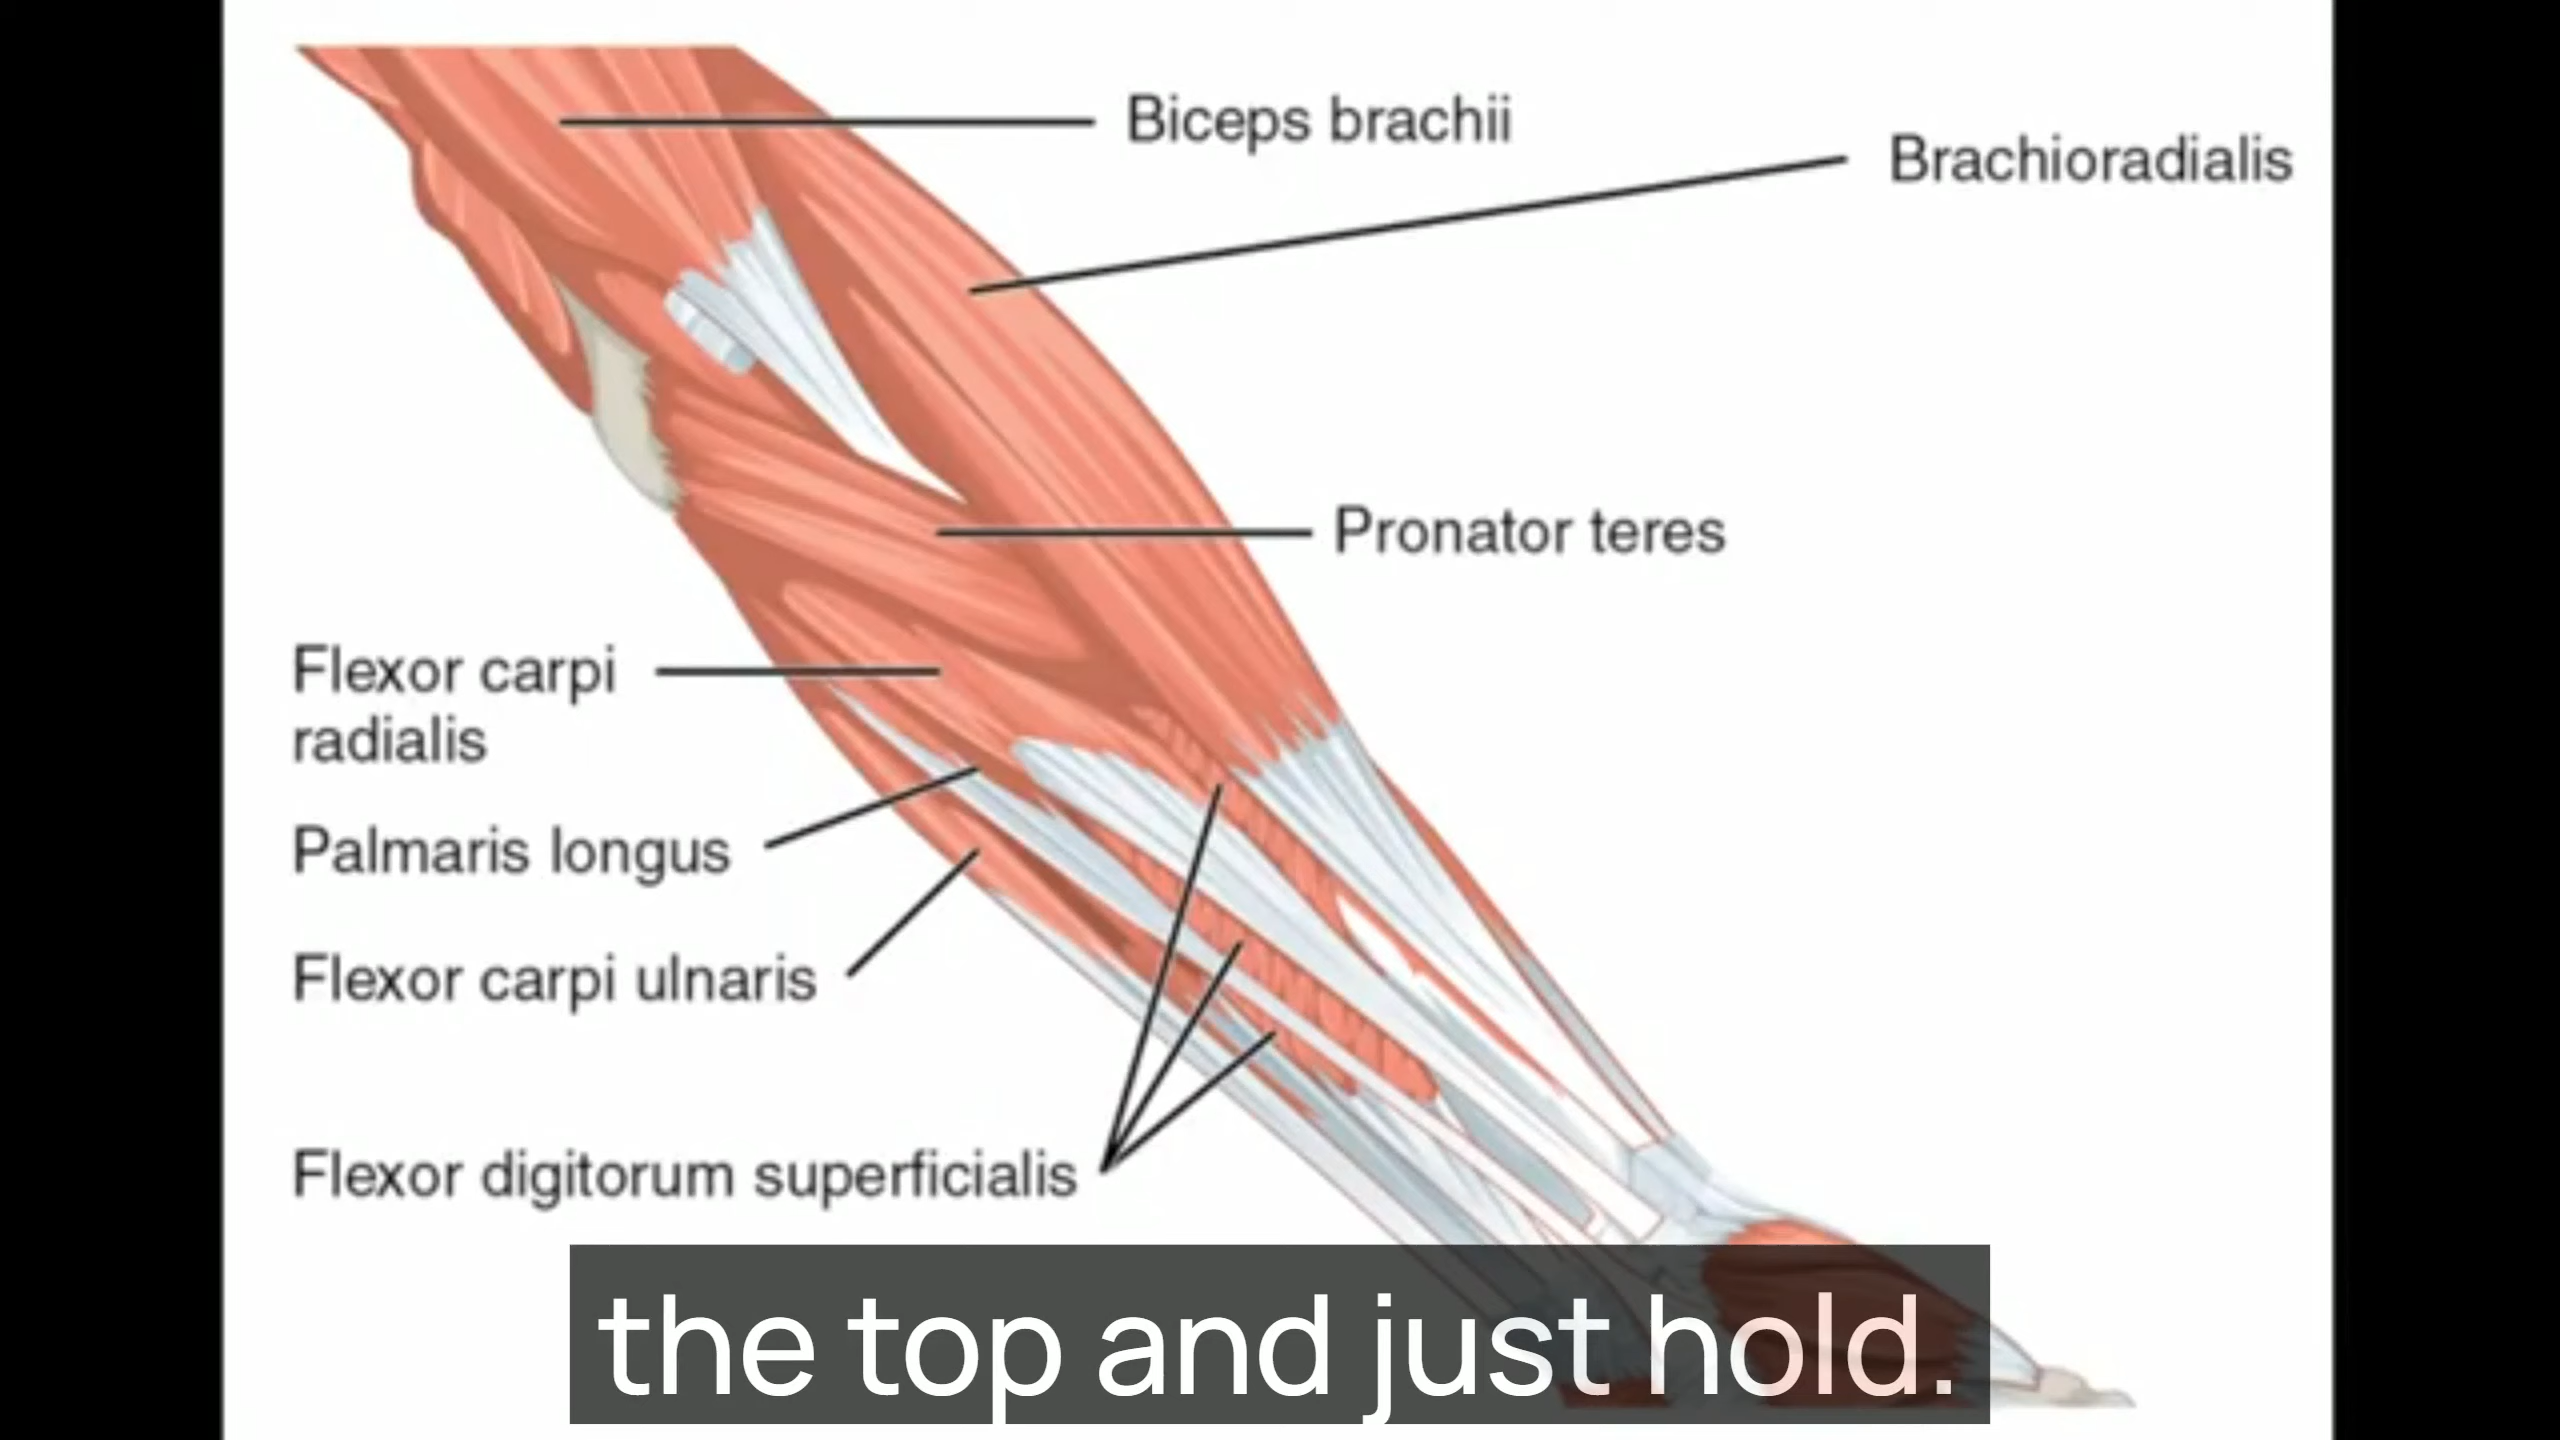 Biceps brachii
Brachioradialis
Pronator teres
Flexor carpi
radialis
Palmaris longus
Flexor carpi ulnaris
Flexor digitorum superficialis
the top and just hold.